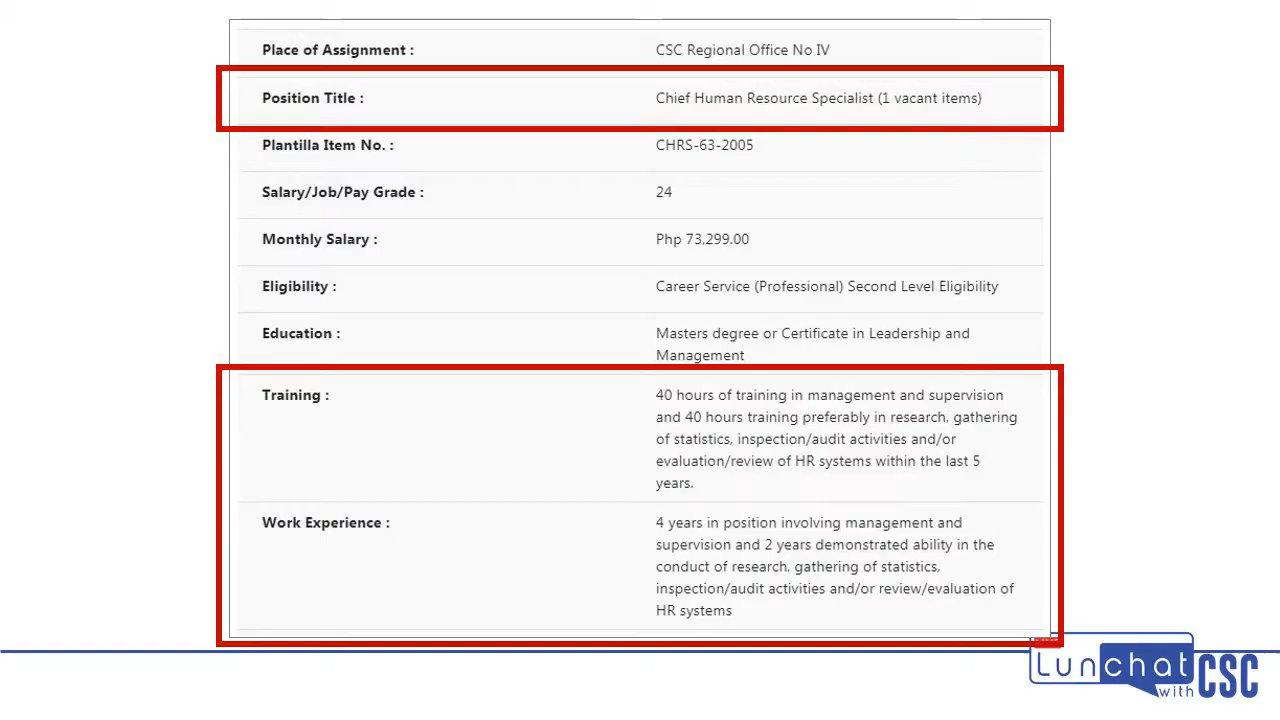 Place of Assignment : CSC Regional Office No IV
Position Title : Chief Human Resource Specialist (1 vacant items)
Plantilla Item No. : CHRS-63-2005
Salary/Job/Pay Grade : 24
Monthly Salary : Php 73,299.00
Eligibility : Career Service (Professional) Second Level Eligibility
Education : Masters degree or Certificate in Leadership and
Management
Training : 40 hours of training in management and supervision
and 40 hours training preferably in research, gathering
of statistics, inspection/audit activities and/or
evaluation/review of HR systems within the last 5
years.
Work Experience : 4 years in position involving management and
supervision and 2 years demonstrated ability in the
conduct of research, gathering of statistics,
inspection/audit activities and/or review/evaluation of
HR systems
Lunchat
with CSC